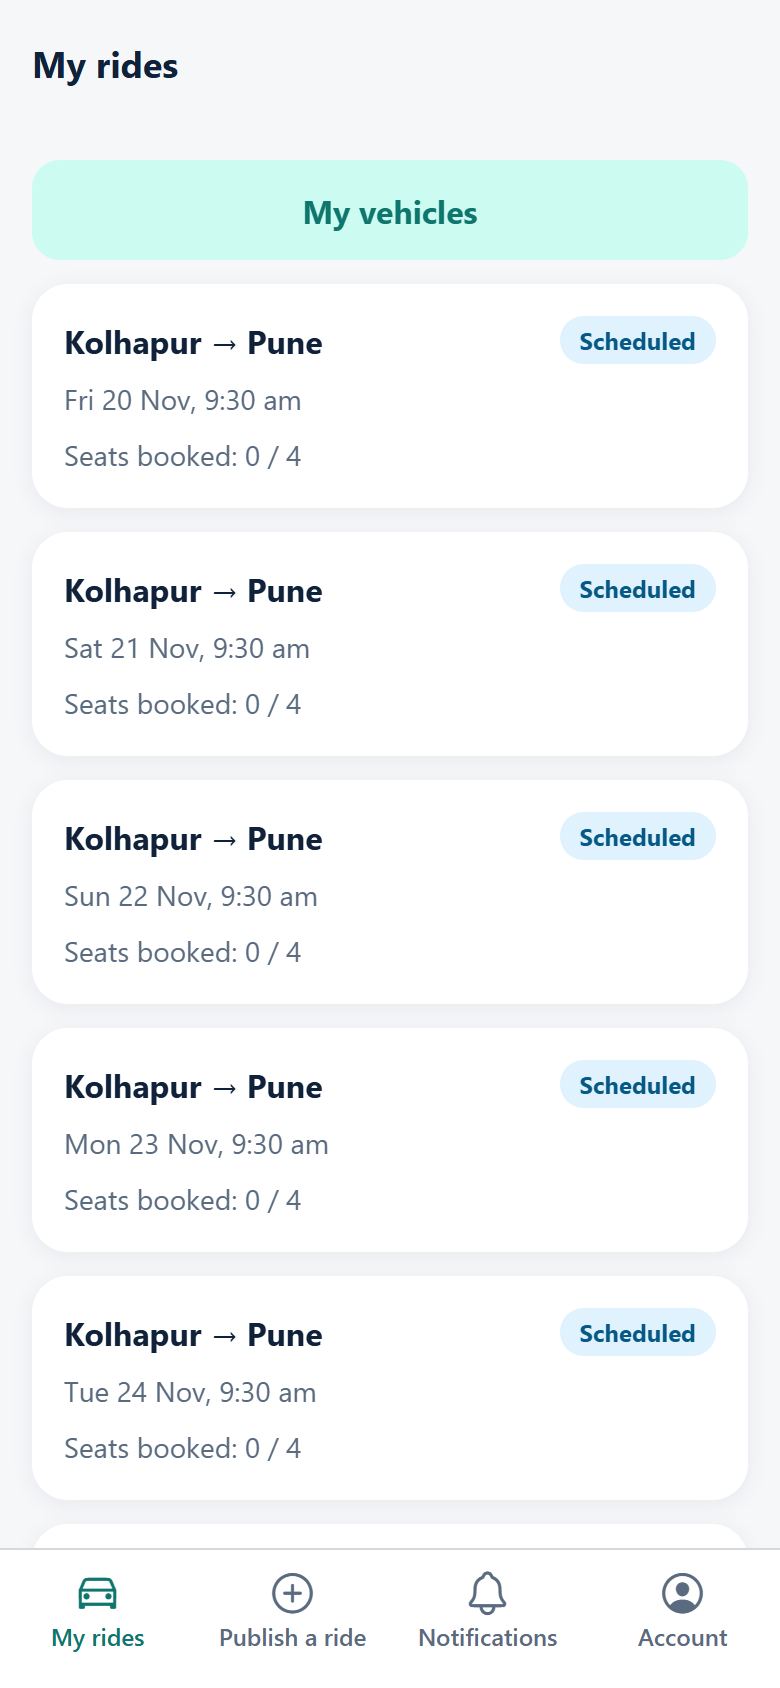 My rides
My vehicles
Kolhapur → Pune
Scheduled
Fri 20 Nov, 9:30 am
Seats booked: 0 / 4
Kolhapur → Pune
Scheduled
Sat 21 Nov, 9:30 am
Seats booked: 0 / 4
Kolhapur → Pune
Scheduled
Sun 22 Nov, 9:30 am
Seats booked: 0 / 4
Kolhapur → Pune
Scheduled
Mon 23 Nov, 9:30 am
Seats booked: 0 / 4
Kolhapur → Pune
Scheduled
Tue 24 Nov, 9:30 am
Seats booked: 0 / 4
My rides
Publish a ride
Notifications
Account